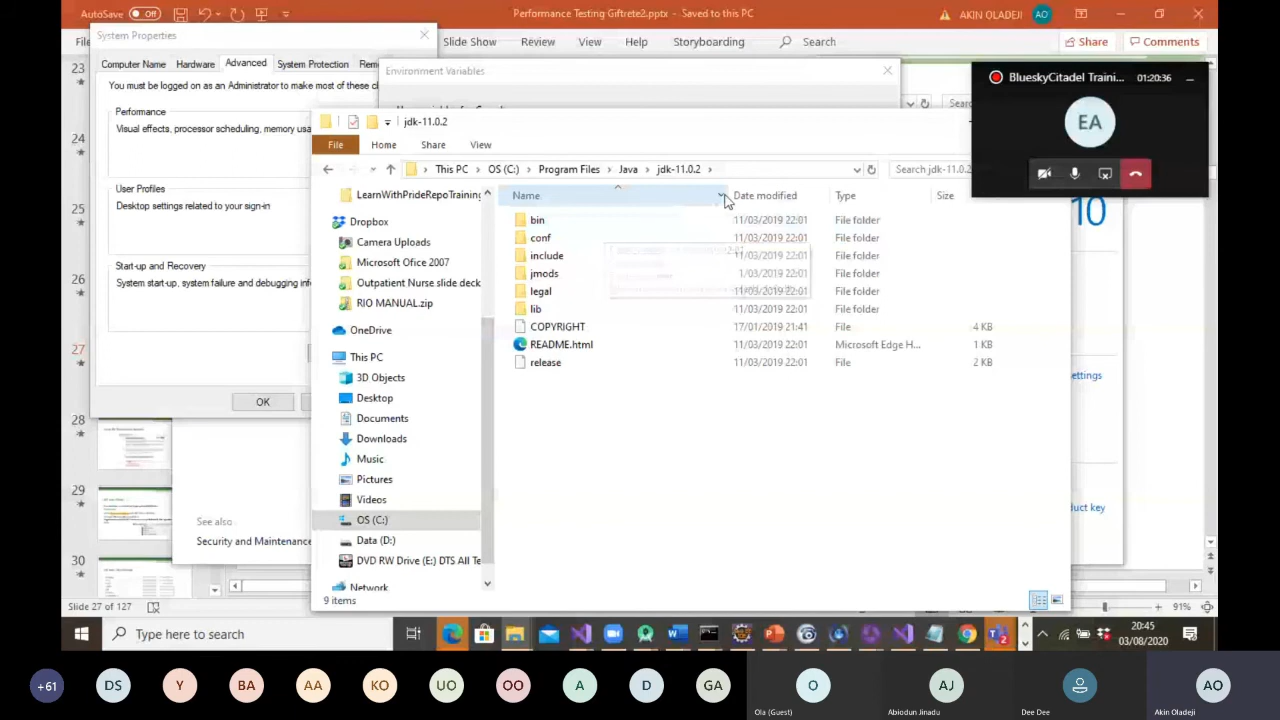 AutoSave Off
Performance Testing Giftrete2.pptx - Saved to this PC
AKIN OLADEJI AO
Slide Show Review View Help Storyboarding Search
Share Comments
System Properties
Computer Name Hardware Advanced System Protection
You must be logged on as an Administrator to make most of these
Performance
Visual effects, processor scheduling, memory
User Profiles
Desktop settings related to your sign-in
Start-up and Recovery
System start-up, system failure and debugging
OK
Environment Variables
BlueskyCitadel Traini... 01:20:36
EA
jdk-11.0.2
File Home Share View
This PC OS (C:) Program Files Java jdk-11.0.2
Search jdk-11.0.2
LearnWithPrideRepoTraining
Dropbox
Camera Uploads
Microsoft Office 2007
Outpatient Nurse slide deck
RIO MANUAL.zip
OneDrive
This PC
3D Objects
Desktop
Documents
Downloads
Music
Pictures
Videos
OS (C:)
Data (D:)
DVD RW Drive (E:) DTS All Te
Network
Name Date modified Type Size
bin 11/03/2019 22:01 File folder
conf 11/03/2019 22:01 File folder
include 11/03/2019 22:01 File folder
jmods 1/03/2019 22:01 File folder
legal 11/03/2019 22:01 File folder
lib 11/03/2019 22:01 File folder
COPYRIGHT 17/01/2019 21:41 File 4 KB
README.html 11/03/2019 22:01 Microsoft Edge H... 1 KB
release 11/03/2019 22:01 File 2 KB
9 items
23
24
25
26
27
28
29
30
See also
Security and Maintenance
10
settings
duct key
Slide 27 of 127
91%
Type here to search
20:45
03/08/2020
+61 DS Y BA AA KO UO OO A D GA O AJ AO
Ola (Guest) Abiodun Jinadu Dee Dee Akin Oladeji